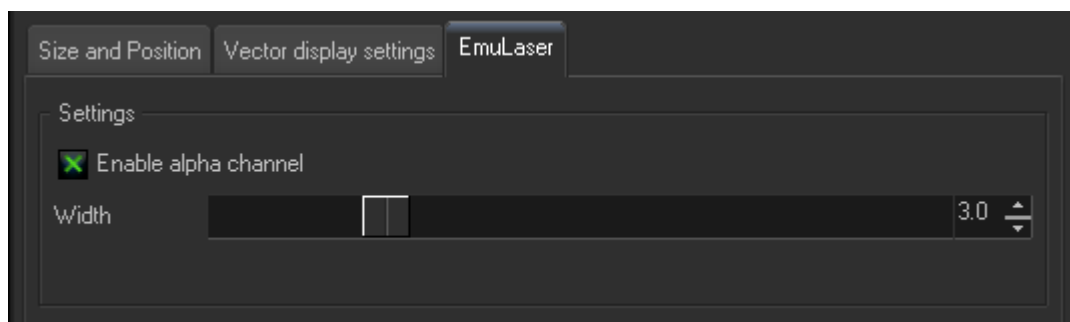 Size and Position Vector display settings EmuLaser
Settings
Enable alpha channel
Width 3.0